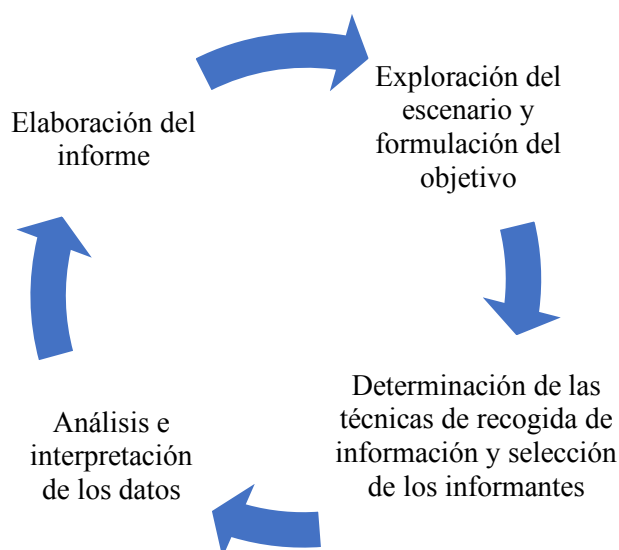 Exploración del
escenario y
formulación del
objetivo
Determinación de las
técnicas de recogida de
información y selección
de los informantes
Análisis e
interpretación
de los datos
Elaboración del
informe